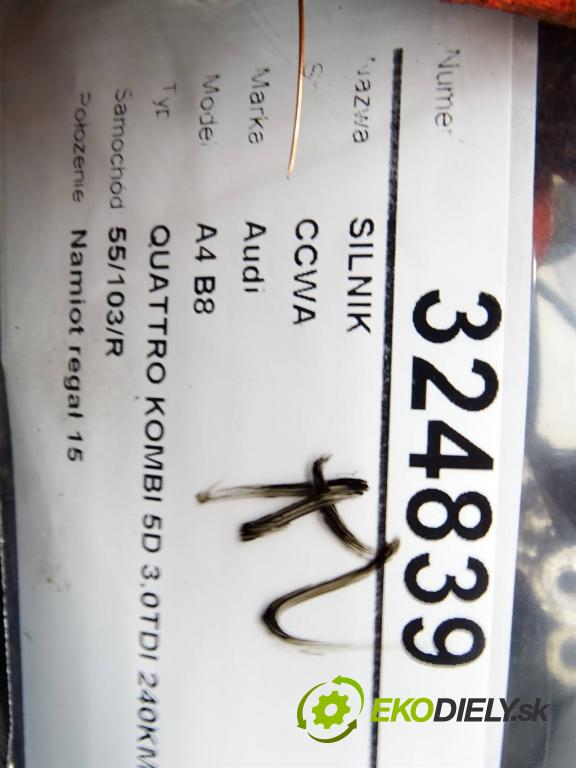 Numer 324839
Nazwa SILNIK
CCWA
Marka Audi
Model A4 B8
Typ QUATTRO KOMBI 5D 3.0TDI 240KM
Samochód 55/103/R
Położenie Namiot regał 15
EKODIELY.sk